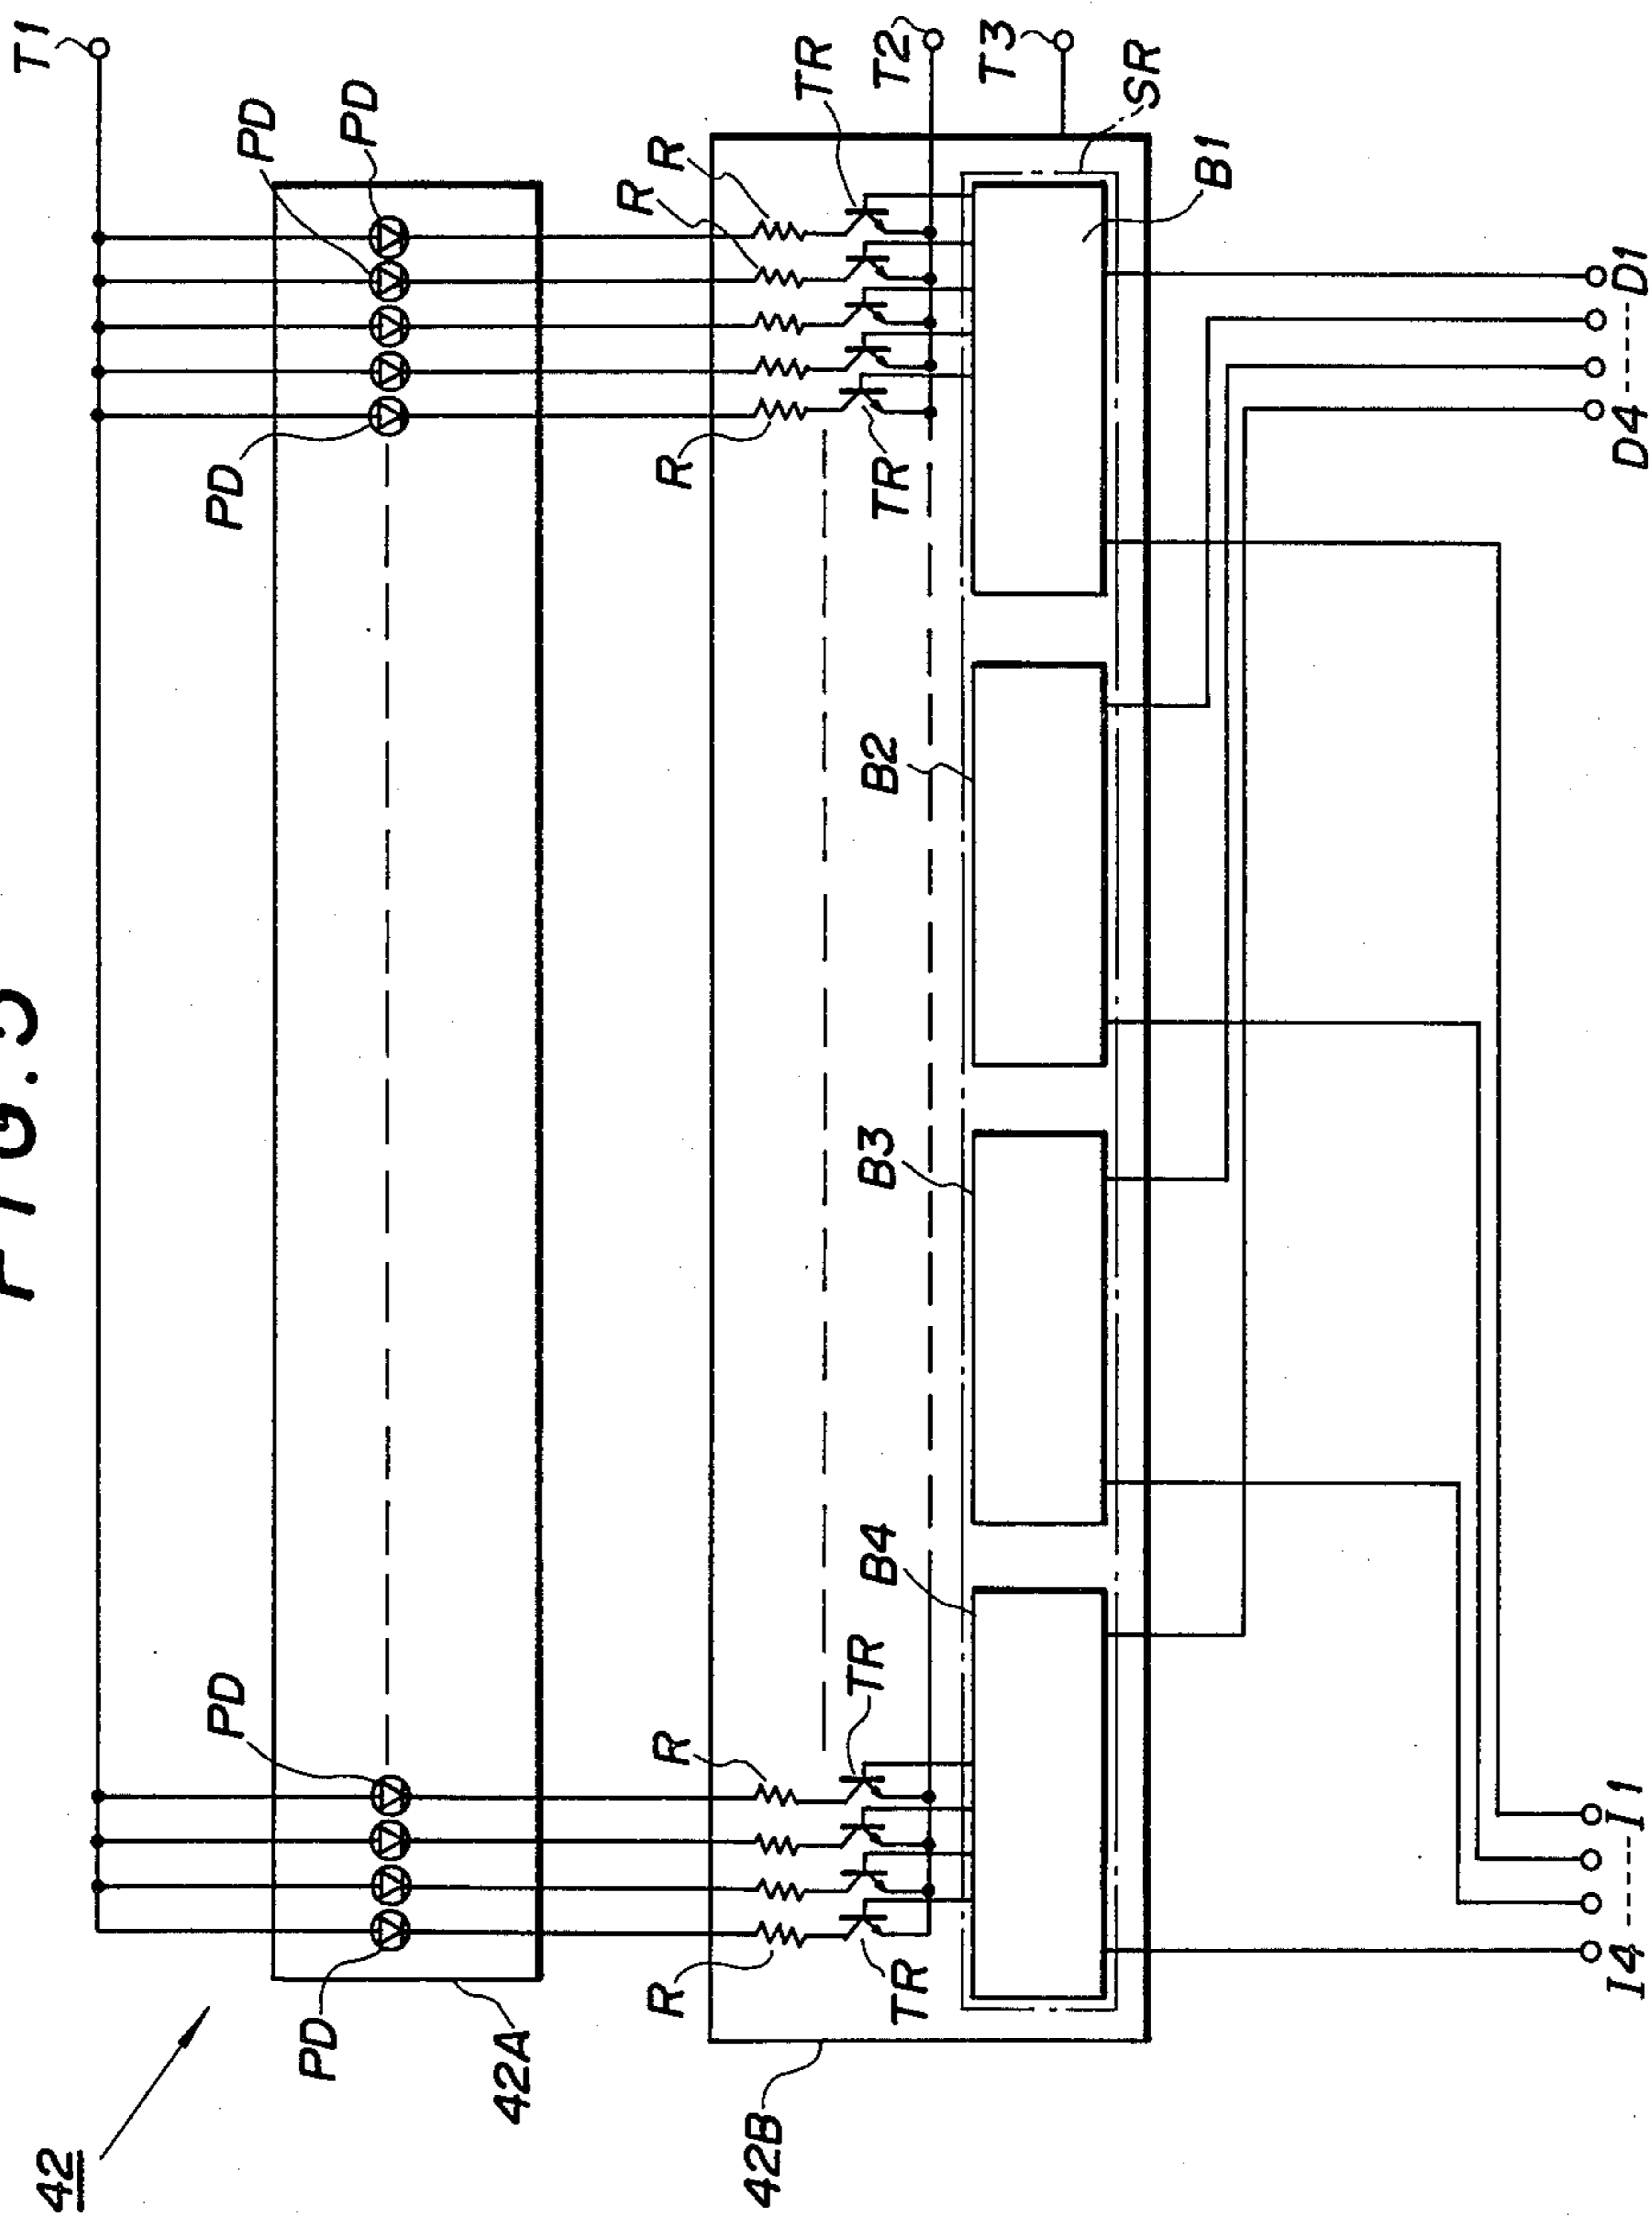 42
FIG.
T1
PD
PD
PD
PD
PD
42A
R
R
R
R
R
42B
TR
TR
B4
B3
B2
TR
T2
TR
T3
SR
B1
I4-----I1
D4-----D1